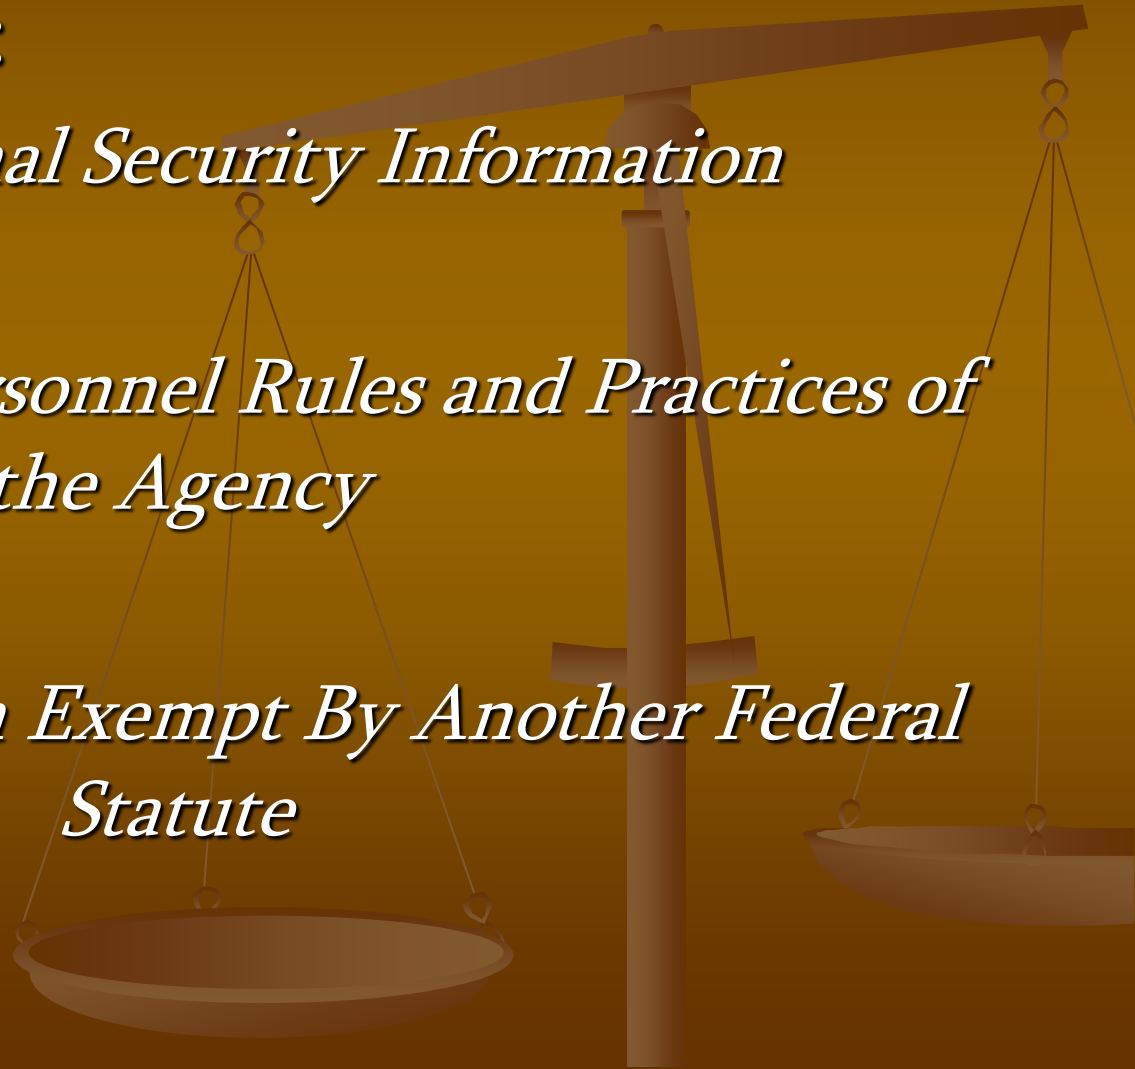 :
nal Security Information
rsonnel Rules and Practices of
the Agency
n Exempt By Another Federal
Statute